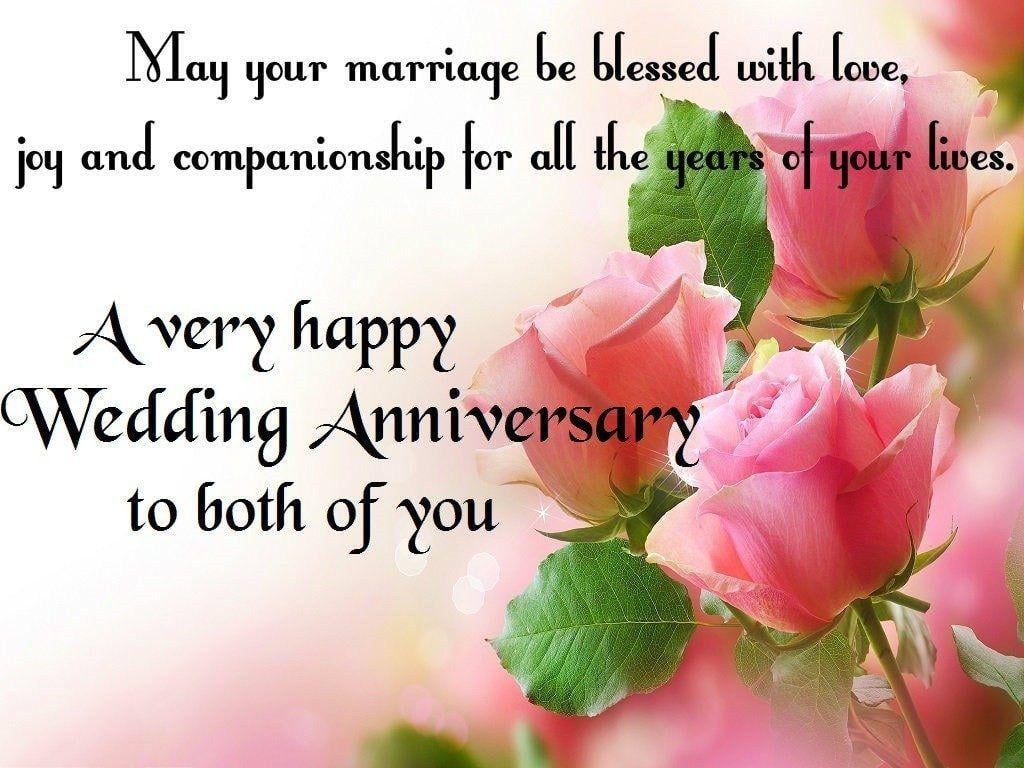 May your marriage be blessed with love,
joy and companionship for all the years of your lives.
A very happy
Wedding Anniversary
to both of you